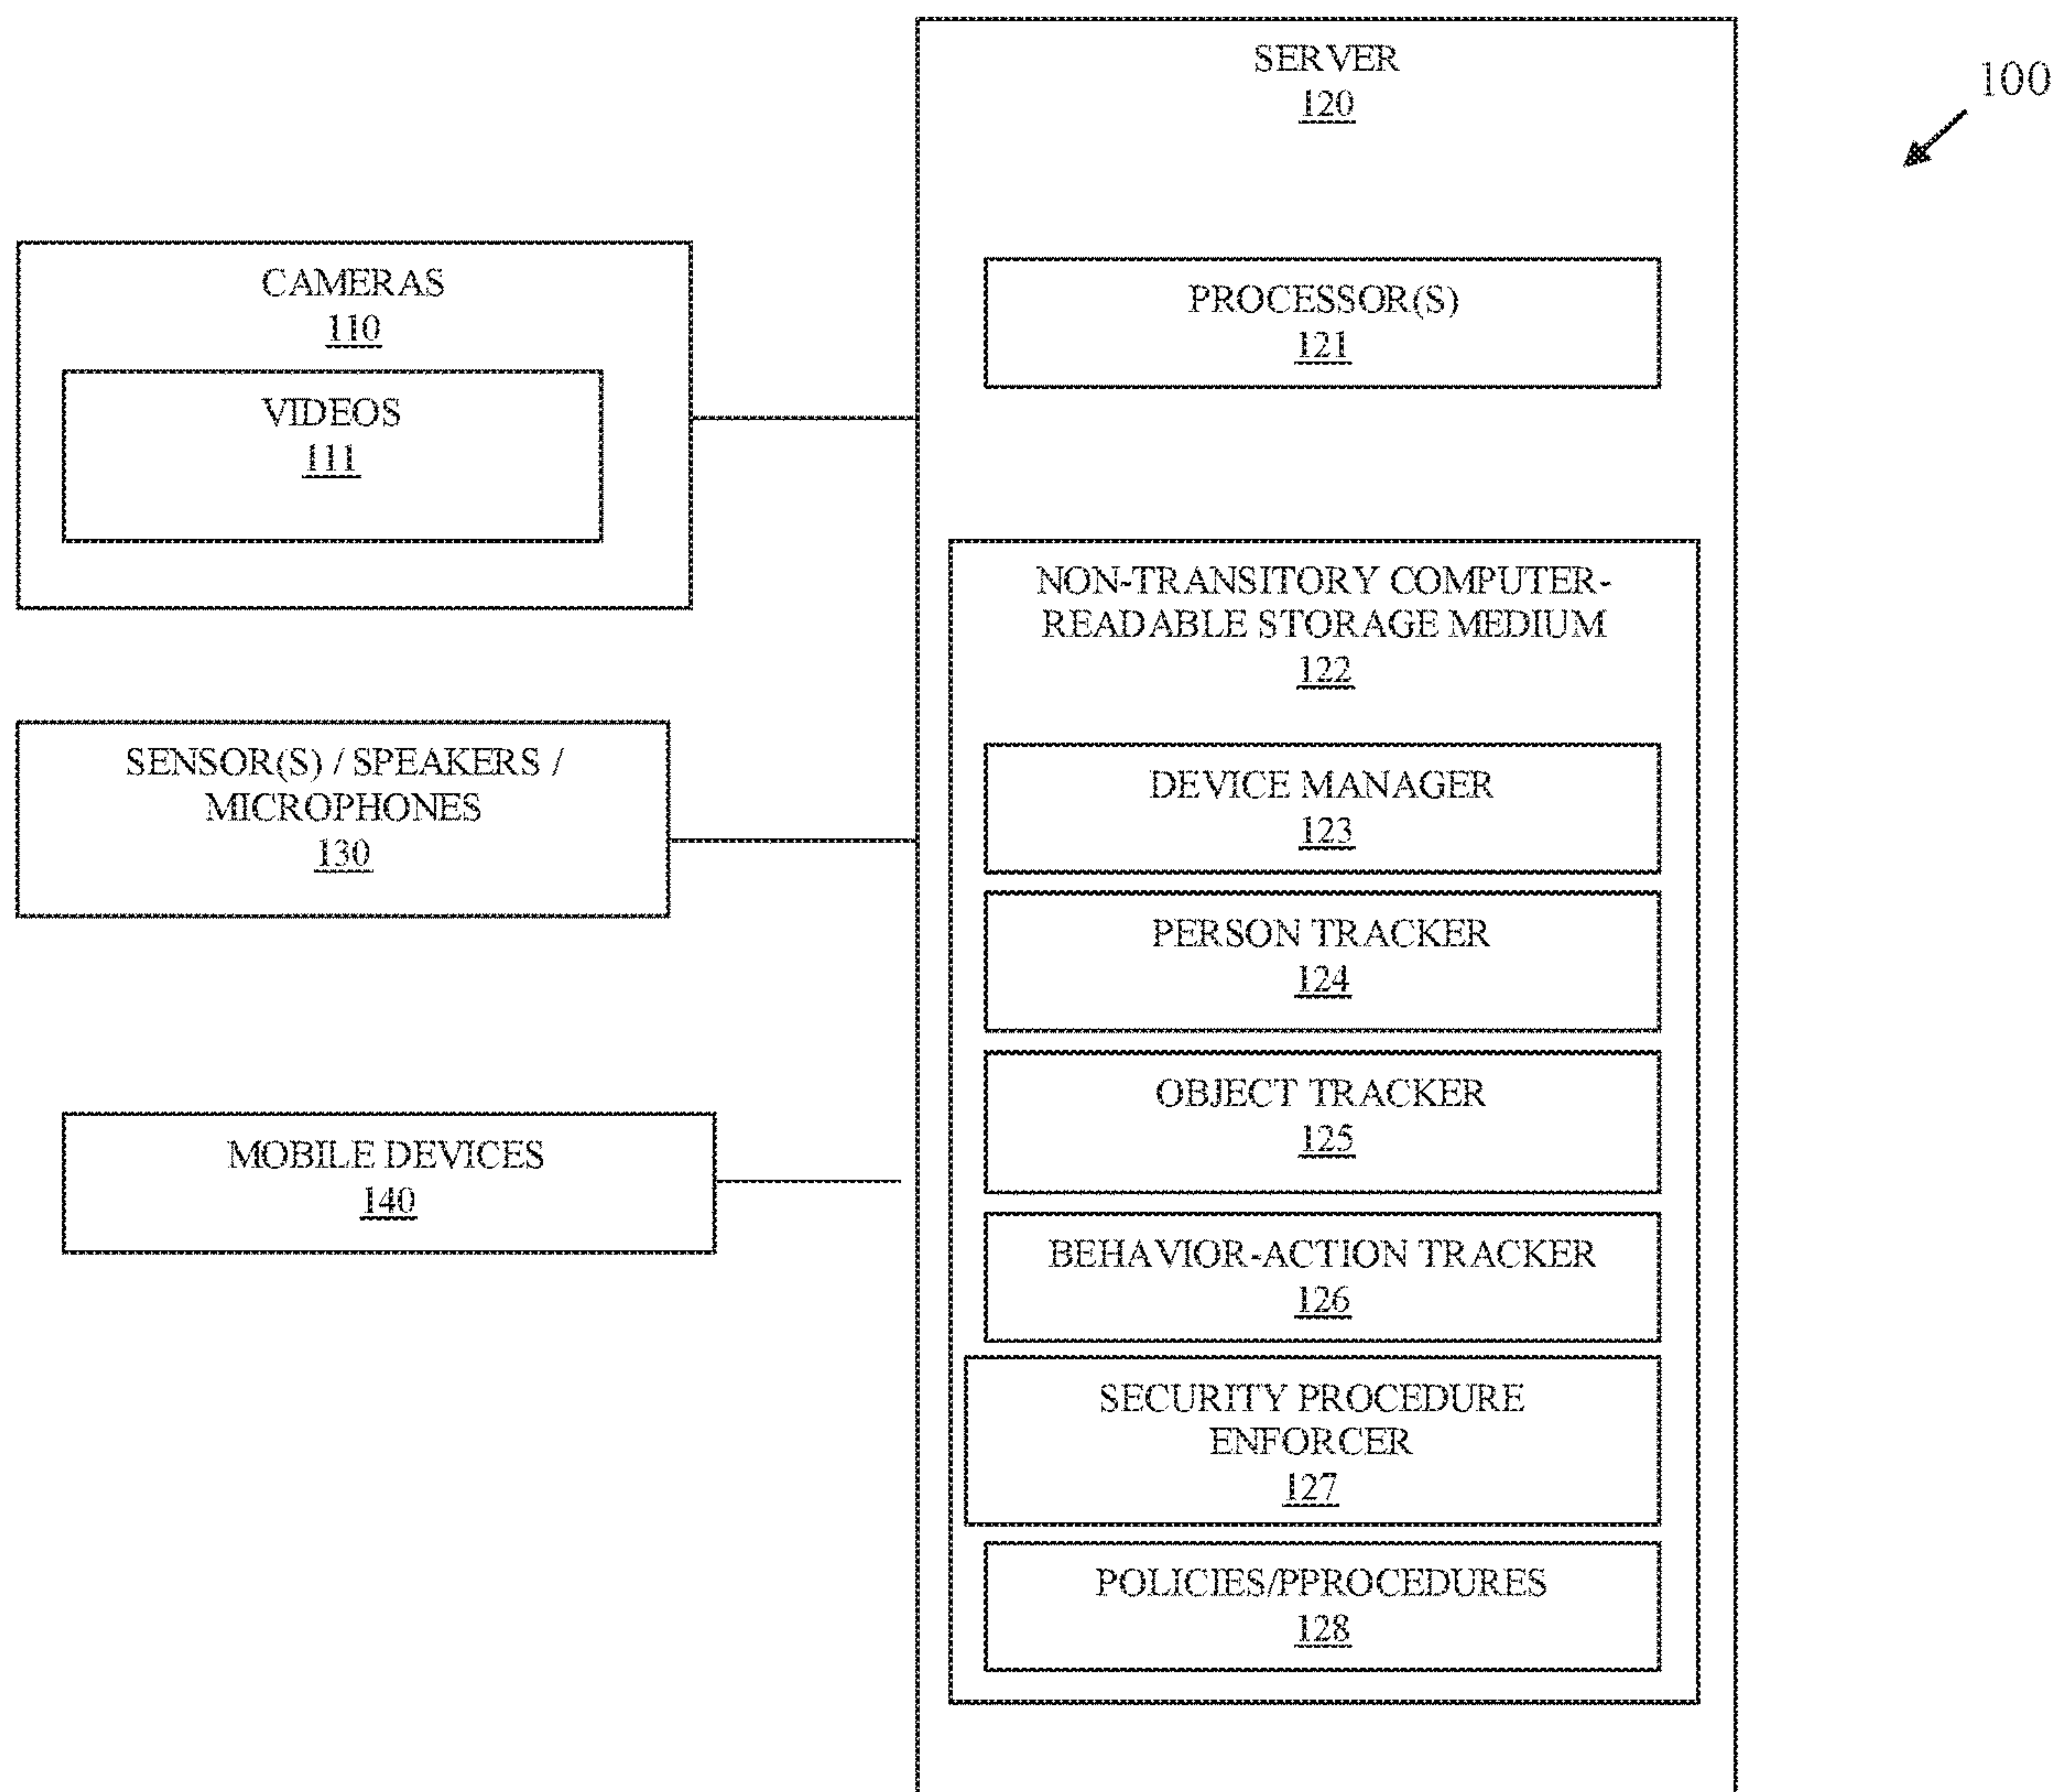 SERVER
120
100
CAMERAS
110
VIDEOS
111
PROCESSOR(S)
121
NON-TRANSITORY COMPUTER-
READABLE STORAGE MEDIUM
122
SENSOR(S) / SPEAKERS /
MICROPHONES
130
DEVICE MANAGER
123
PERSON TRACKER
124
OBJECT TRACKER
125
MOBILE DEVICES
140
BEHAVIOR-ACTION TRACKER
126
SECURITY PROCEDURE
ENFORCER
127
POLICIES/PPROCEDURES
128